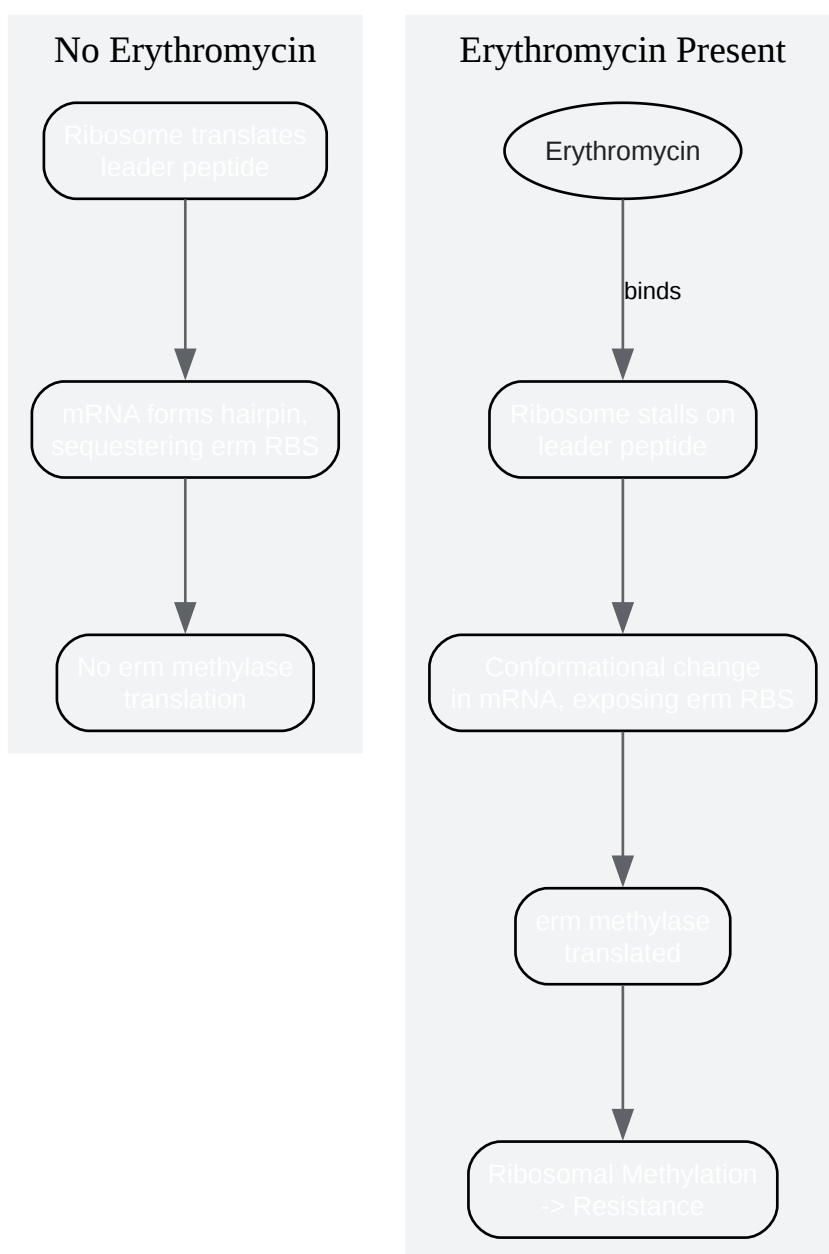 No Erythromycin
Ribosome translates
leader peptide
mRNA forms hairpin,
sequestering erm RBS
No erm methylase
translation
Erythromycin Present
Erythromycin
binds
Ribosome stalls on
leader peptide
Conformational change
in mRNA, exposing erm RBS
erm methylase
translated
Ribosomal Methylation
-> Resistance